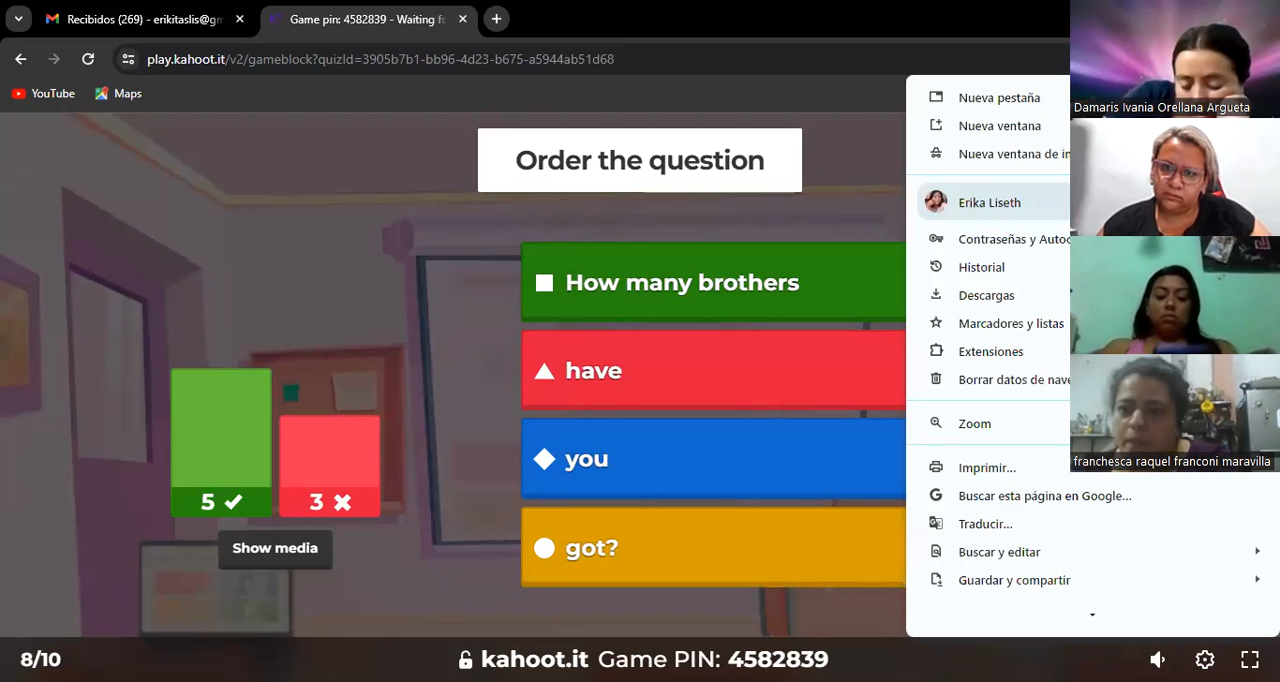 Recibidos (269) - erikitaslis@gm
Game pin: 4582839 - Waiting fo
play.kahoot.it/v2/gameblock?quizId=3905b7b1-bb96-4d23-b675-a5944ab51d68
YouTube
Maps
Order the question
How many brothers
have
you
got?
5
3
Show media
8/10
kahoot.it Game PIN: 4582839
Nueva pestaña
Nueva ventana
Nueva ventana de in
Erika Liseth
Contraseñas y Autoc
Historial
Descargas
Marcadores y listas
Extensiones
Borrar datos de nave
Zoom
Imprimir...
Buscar esta página en Google...
Traducir...
Buscar y editar
Guardar y compartir
Damaris Ivania Orellana Argueta
franchesca raquel franconi maravilla